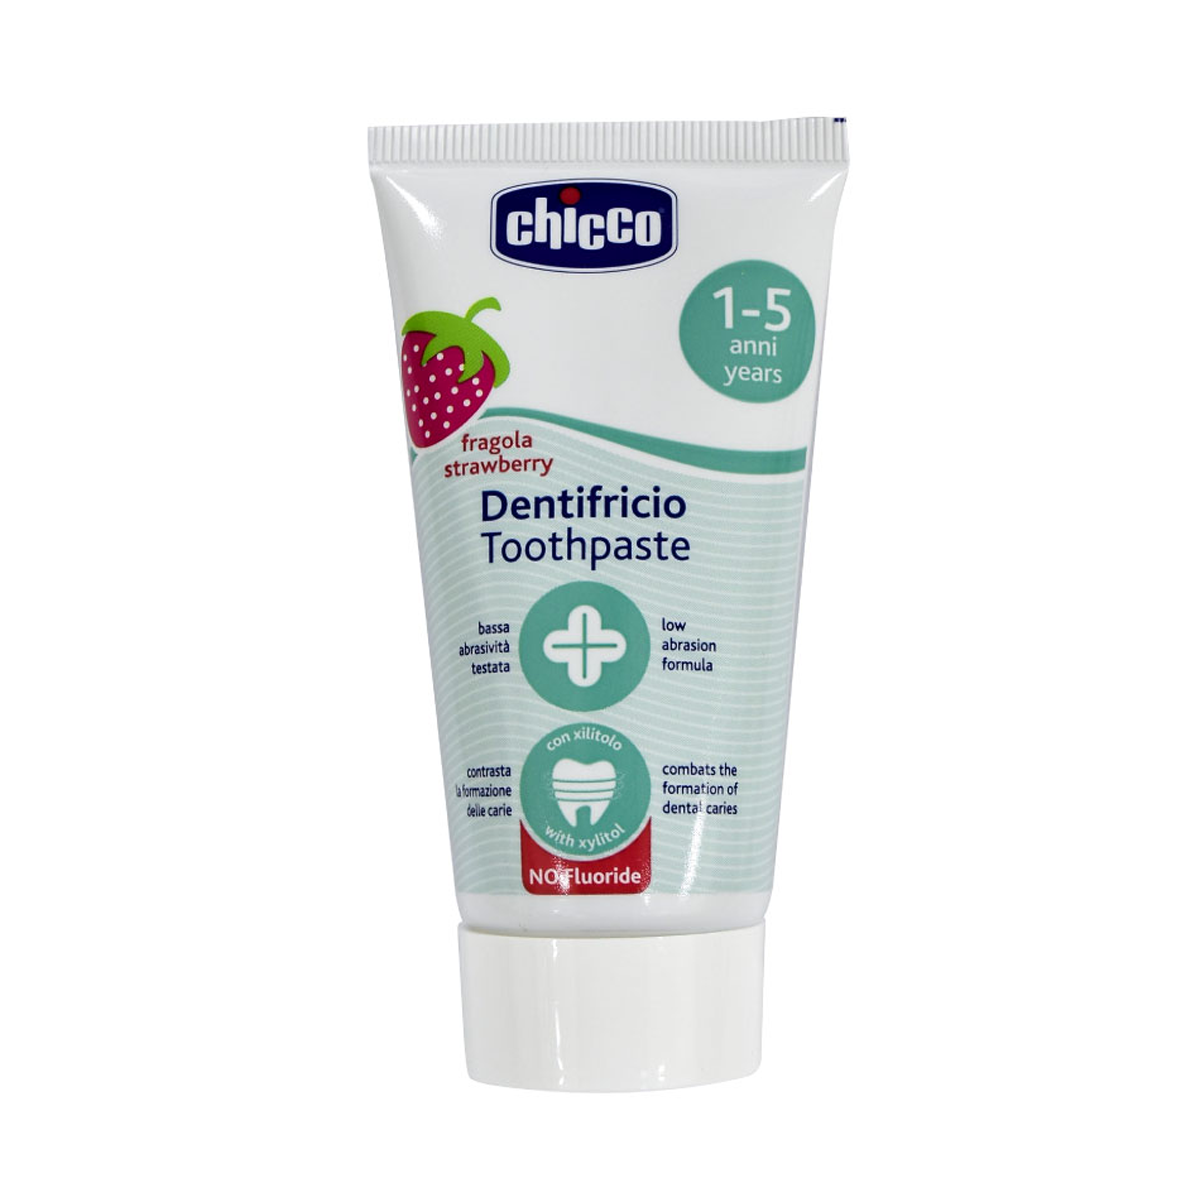 chicco
1-5
anni
years
fragola
strawberry
Dentifricio
Toothpaste
bassa
abrasività
testata
low
abrasion
formula
con xilitolo
contrasta
la formazione
delle carie
combats the
formation of
dental caries
with xylitol
NO Fluoride